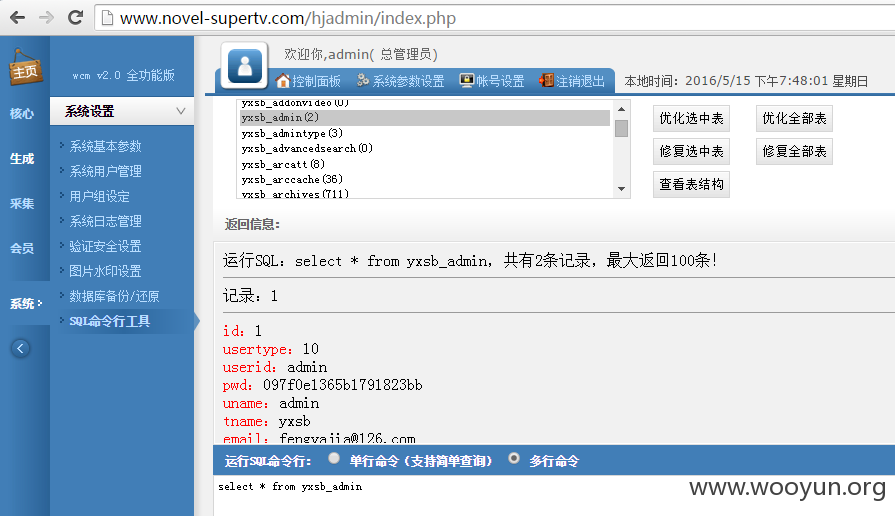 www.novel-supertv.com/hjadmin/index.php
主页
wcm v2.0 全功能版
欢迎你,admin( 总管理员)
控制面板 系统参数设置 帐号设置 注销退出 本地时间：2016/5/15 下午7:48:01 星期日
核心
生成
采集
会员
系统
系统设置
系统基本参数
系统用户管理
用户组设定
系统日志管理
验证安全设置
图片水印设置
数据库备份/还原
SQL命令行工具
yxsb_addonvideo(0)
yxsb_admin(2)
yxsb_admintype(3)
yxsb_advancedsearch(0)
yxsb_arcatt(8)
yxsb_arccache(36)
yxsb_archives(711)
优化选中表 优化全部表
修复选中表 修复全部表
查看表结构
返回信息：
运行SQL：select * from yxsb_admin，共有2条记录，最大返回100条！
记录：1
id：1
usertype：10
userid：admin
pwd：097f0e1365b1791823bb
uname：admin
tname：yxsb
email：fengyajia@126.com
运行SQL命令行： 单行命令（支持简单查询） 多行命令
select * from yxsb_admin
www.wooyun.org